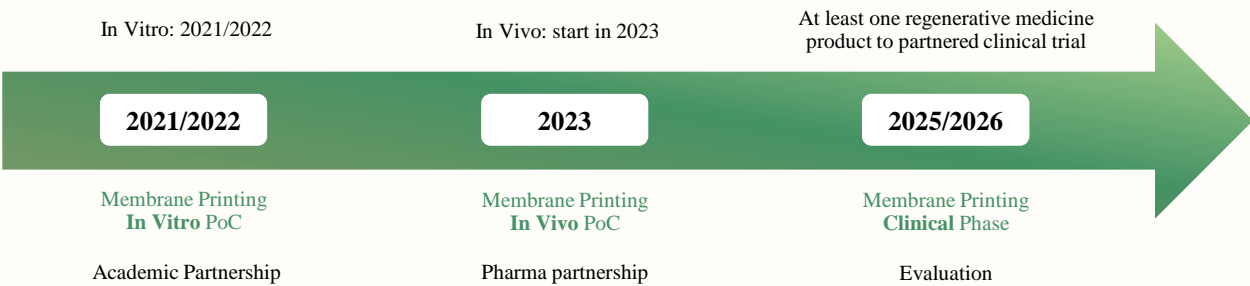 In Vitro: 2021/2022
In Vivo: start in 2023
At least one regenerative medicine
product to partnered clinical trial
2021/2022
2023
2025/2026
Membrane Printing
In Vitro PoC
Membrane Printing
In Vivo PoC
Membrane Printing
Clinical Phase
Academic Partnership
Pharma partnership
Evaluation